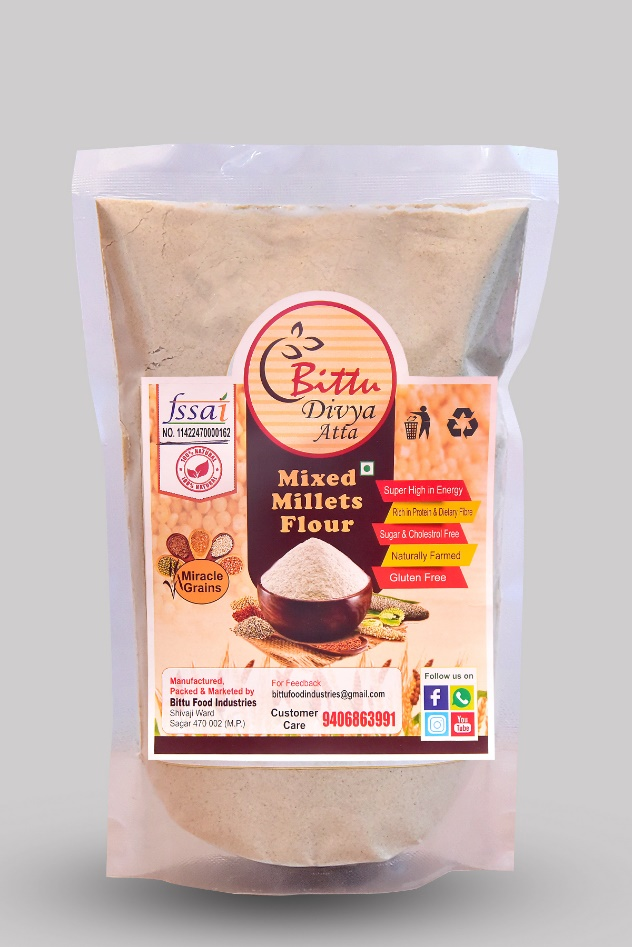 Bittu
Divya
Atta
fssai
NO. 11422470000162
100% NATURAL
100% NATURAL
Mixed
Millets
Flour
Super High in Energy
Rich in Protein & Dietary Fibre
Sugar & Cholestrol Free
Naturally Farmed
Gluten Free
Miracle
Grains
Manufactured,
Packed & Marketed by
Bittu Food Industries
Shivaji Ward
Sagar 470 002 (M.P.)
For Feedback
bittufoodindustries@gmail.com
Customer
Care
9406863991
Follow us on
You
Tube